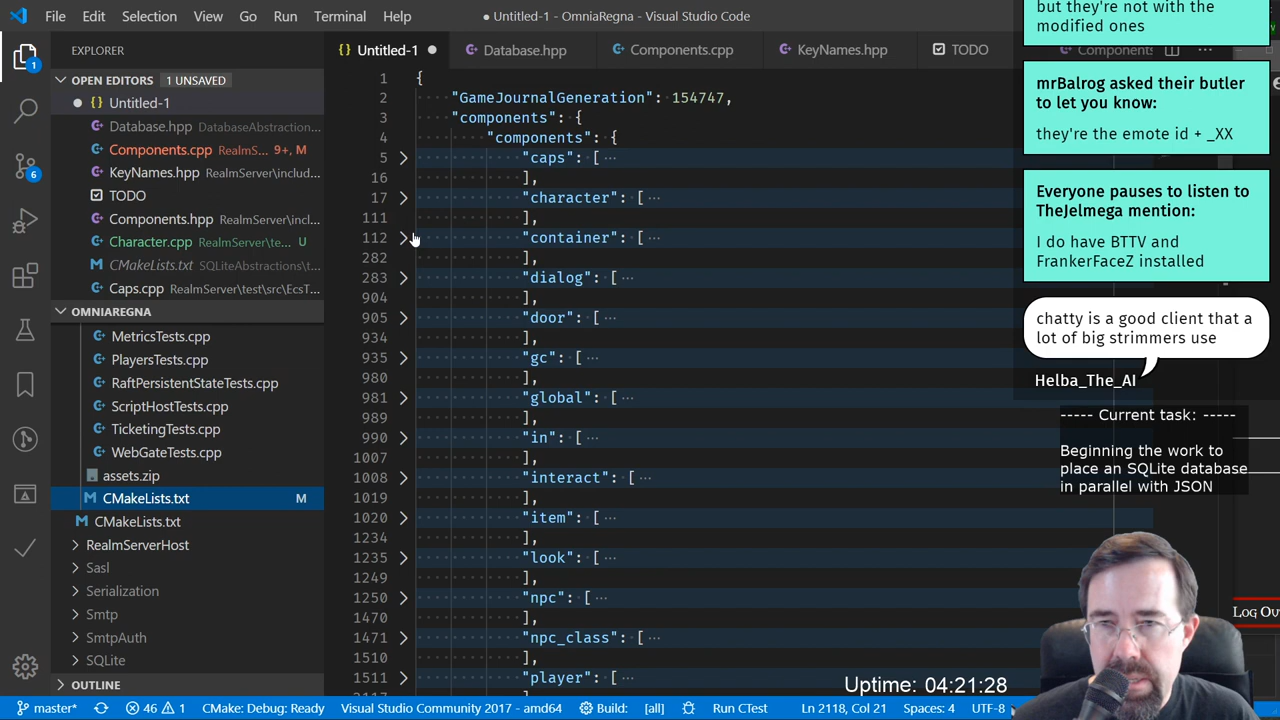 File Edit Selection View Go Run Terminal Help
● Untitled-1 - OmniaRegna - Visual Studio Code
EXPLORER
OPEN EDITORS 1 UNSAVED
● {} Untitled-1
Database.hpp DatabaseAbstraction...
Components.cpp RealmS... 9+, M
KeyNames.hpp RealmServer\includ...
TODO
Components.hpp RealmServer\incl...
Character.cpp RealmServer\te... U
CMakeLists.txt SQLiteAbstractions\t...
Caps.cpp RealmServer\test\src\EcsT...
OMNIAREGNA
MetricsTests.cpp
PlayersTests.cpp
RaftPersistentStateTests.cpp
ScriptHostTests.cpp
TicketingTests.cpp
WebGateTests.cpp
assets.zip
CMakeLists.txt M
CMakeLists.txt
RealmServerHost
Sasl
Serialization
Smtp
SmtpAuth
SQLite
OUTLINE
{} Untitled-1 ● Database.hpp Components.cpp KeyNames.hpp TODO Components
1 {
2 "GameJournalGeneration": 154747,
3 "components": {
4 "components": {
5 "caps": [ ...
16 ],
17 "character": [ ...
111 ],
112 "container": [ ...
282 ],
283 "dialog": [ ...
904 ],
905 "door": [ ...
934 ],
935 "gc": [ ...
980 ],
981 "global": [ ...
989 ],
990 "in": [ ...
1007 ],
1008 "interact": [ ...
1019 ],
1020 "item": [ ...
1234 ],
1235 "look": [ ...
1249 ],
1250 "npc": [ ...
1470 ],
1471 "npc_class": [ ...
1510 ],
1511 "player": [ ...
but they're not with the
modified ones
mrBalrog asked their butler
to let you know:
they're the emote id + _XX
Everyone pauses to listen to
TheJelmega mention:
I do have BTTV and
FrankerFaceZ installed
chatty is a good client that a
lot of big strimmers use
Helba_The_AI
----- Current task: -----
Beginning the work to
place an SQLite database
in parallel with JSON
Log Ou
Uptime: 04:21:28
master* 46 1 CMake: Debug: Ready Visual Studio Community 2017 - amd64 Build: [all] Run CTest Ln 2118, Col 21 Spaces: 4 UTF-8